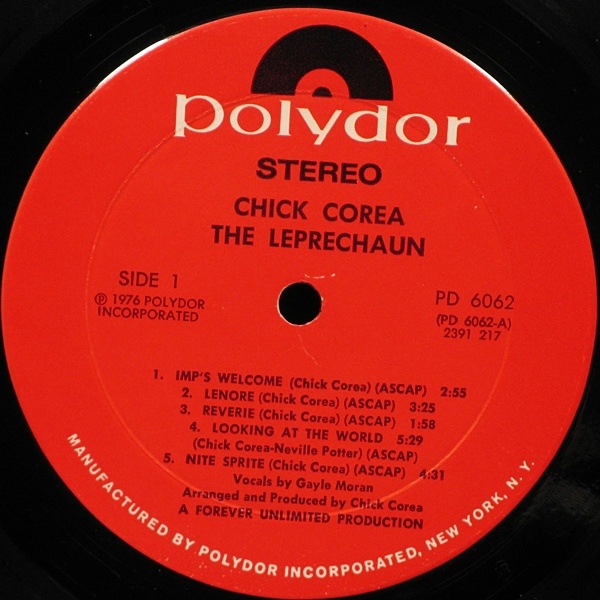 polydor
STEREO
CHICK COREA
THE LEPRECHAUN
SIDE 1
℗ 1976 POLYDOR
INCORPORATED
PD 6062
(PD 6062-A)
2391 217
1. IMP'S WELCOME (Chick Corea) (ASCAP) 2:55
2. LENORE (Chick Corea) (ASCAP) 3:25
3. REVERIE (Chick Corea) (ASCAP) 1:58
4. LOOKING AT THE WORLD 5:29
(Chick Corea-Neville Potter) (ASCAP)
5. NITE SPRITE (Chick Corea) (ASCAP) 4:31
Vocals by Gayle Moran
Arranged and Produced by Chick Corea
A FOREVER UNLIMITED PRODUCTION
MANUFACTURED BY POLYDOR INCORPORATED, NEW YORK, N. Y.